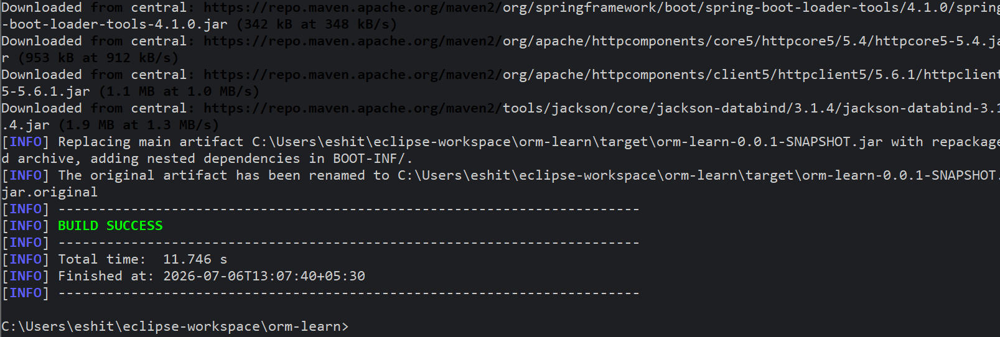 Downloaded from central: https://repo.maven.apache.org/maven2/org/springframework/boot/spring-boot-loader-tools/4.1.0/spring
-boot-loader-tools-4.1.0.jar (342 kB at 348 kB/s)
Downloaded from central: https://repo.maven.apache.org/maven2/org/apache/httpcomponents/core5/httpcore5/5.4/httpcore5-5.4.ja
r (953 kB at 912 kB/s)
Downloaded from central: https://repo.maven.apache.org/maven2/org/apache/httpcomponents/client5/httpclient5/5.6.1/httpclient
5-5.6.1.jar (1.1 MB at 1.0 MB/s)
Downloaded from central: https://repo.maven.apache.org/maven2/tools/jackson/core/jackson-databind/3.1.4/jackson-databind-3.1
.4.jar (1.9 MB at 1.3 MB/s)
[INFO] Replacing main artifact C:\Users\eshit\eclipse-workspace\orm-learn\target\orm-learn-0.0.1-SNAPSHOT.jar with repackage
d archive, adding nested dependencies in BOOT-INF/.
[INFO] The original artifact has been renamed to C:\Users\eshit\eclipse-workspace\orm-learn\target\orm-learn-0.0.1-SNAPSHOT.
jar.original
[INFO] ------------------------------------------------------------------------
[INFO] BUILD SUCCESS
[INFO] ------------------------------------------------------------------------
[INFO] Total time:  11.746 s
[INFO] Finished at: 2026-07-06T13:07:40+05:30
[INFO] ------------------------------------------------------------------------
C:\Users\eshit\eclipse-workspace\orm-learn>